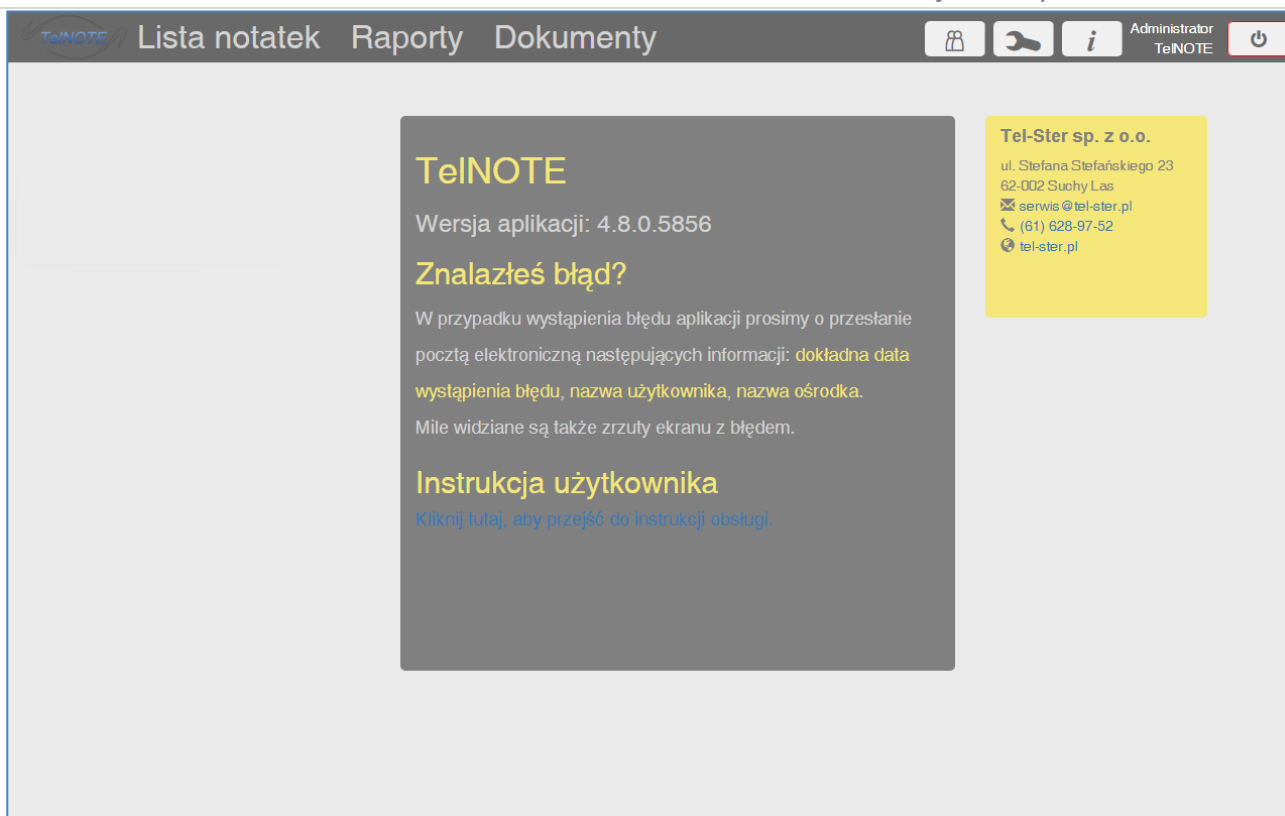 TelNOTE
Lista notatek Raporty Dokumenty
i
Administrator
TelNOTE
TelNOTE
Wersja aplikacji: 4.8.0.5856
Znalazłeś błąd?
W przypadku wystąpienia błędu aplikacji prosimy o przesłanie
pocztą elektroniczną następujących informacji: dokładna data
wystąpienia błędu, nazwa użytkownika, nazwa ośrodka.
Mile widziane są także zrzuty ekranu z błędem.
Instrukcja użytkownika
Kliknij tutaj, aby przejść do instrukcji obsługi.
Tel-Ster sp. z o.o.
ul. Stefana Stefańskiego 23
62-002 Suchy Las
serwis@tel-ster.pl
(61) 628-97-52
tel-ster.pl